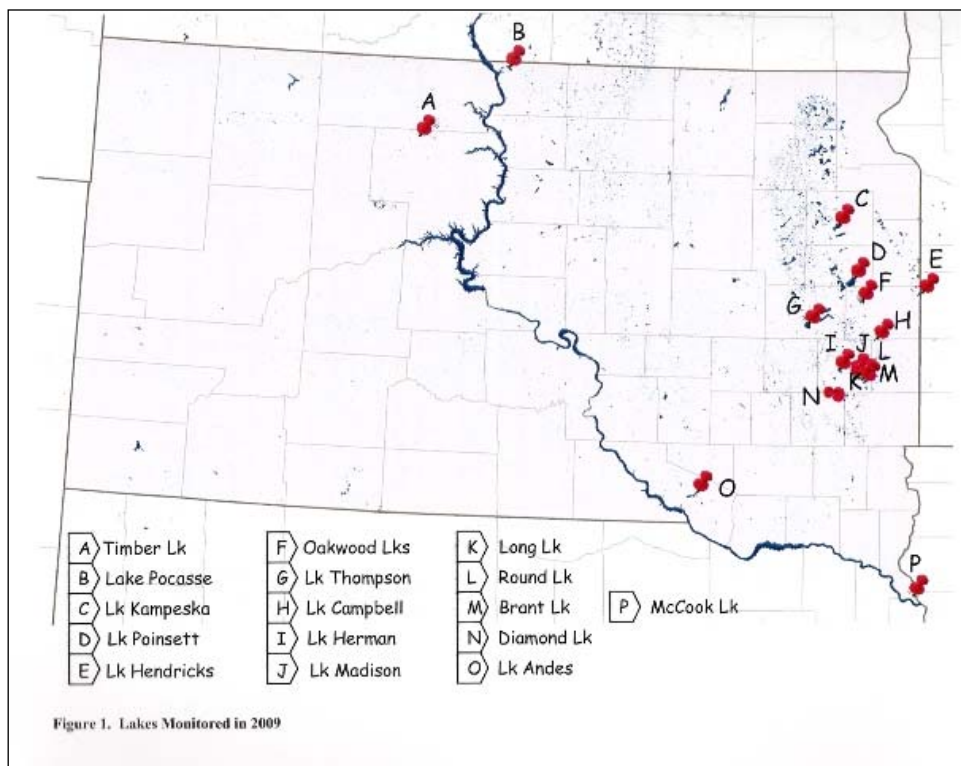 B
A
C
D
E
F
G
H
I
J
L
K
M
N
O
P
A Timber Lk
B Lake Pocasse
C Lk Kampeska
D Lk Poinsett
E Lk Hendricks
F Oakwood Lks
G Lk Thompson
H Lk Campbell
I Lk Herman
J Lk Madison
K Long Lk
L Round Lk
M Brant Lk
N Diamond Lk
O Lk Andes
P McCook Lk
Figure 1. Lakes Monitored in 2009